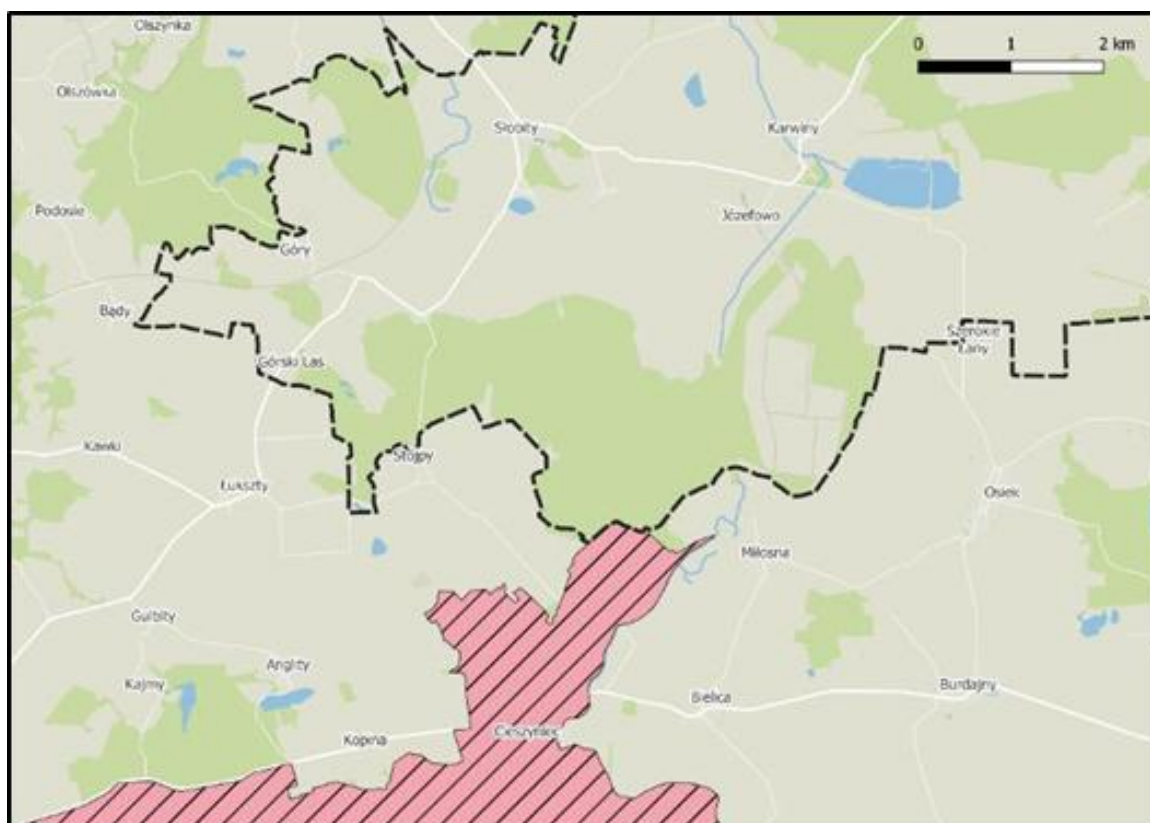 Olszynka
0 1 2 km
Olszówka
Słobity
Karwiny
Podosie
Józefowo
Góry
Bądy
Szerokie
Łany
Górski Las
Kawki
Stojpy
Łukszty
Osiek
Miłosna
Gulbity
Anglity
Kajmy
Bielica
Burdajny
Kopina
Cieszyniec